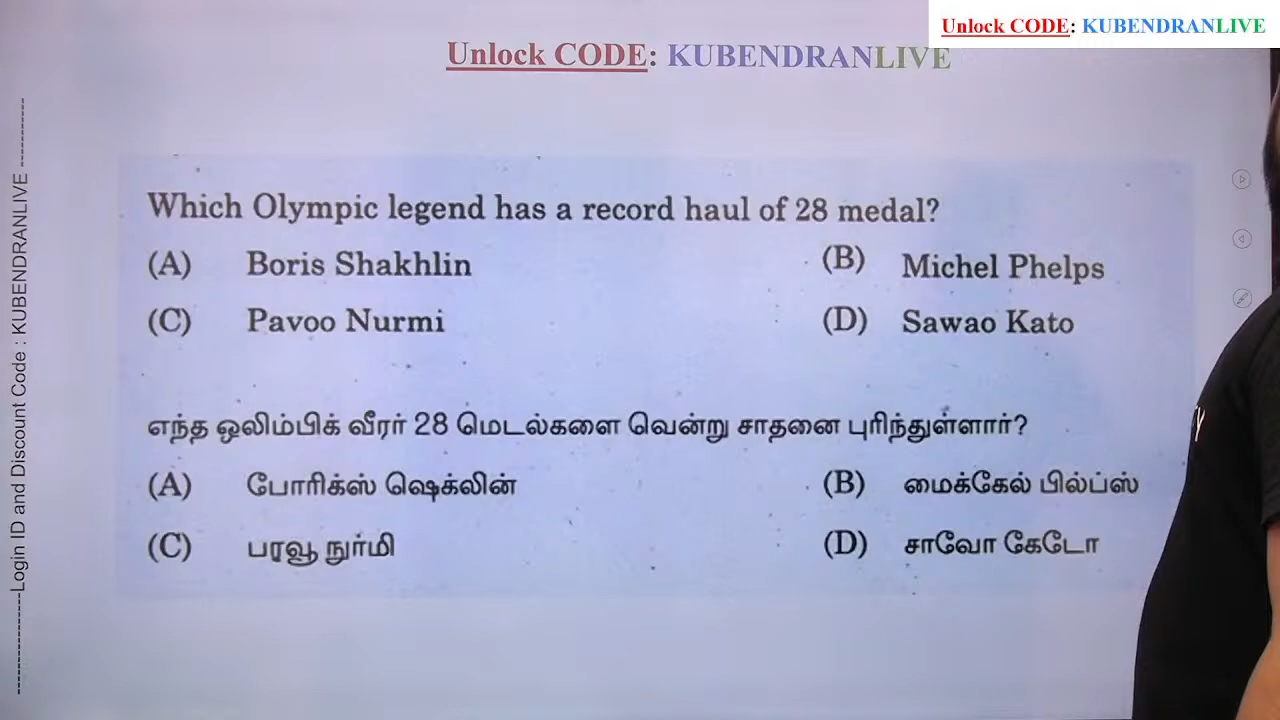 Unlock CODE: KUBENDRANLIVE
Unlock CODE: KUBENDRANLIVE
Which Olympic legend has a record haul of 28 medal?
(A) Boris Shakhlin
(B) Michel Phelps
(C) Pavoo Nurmi
(D) Sawao Kato
எந்த ஒலிம்பிக் வீரர் 28 மெடல்களை வென்று சாதனை புரிந்துள்ளார்?
(A) போரிக்ஸ் ஷெக்லின்
(B) மைக்கேல் பில்ப்ஸ்
(C) பரவூ நுர்மி
(D) சாவோ கேடோ
---------------Login ID and Discount Code : KUBENDRANLIVE ------------